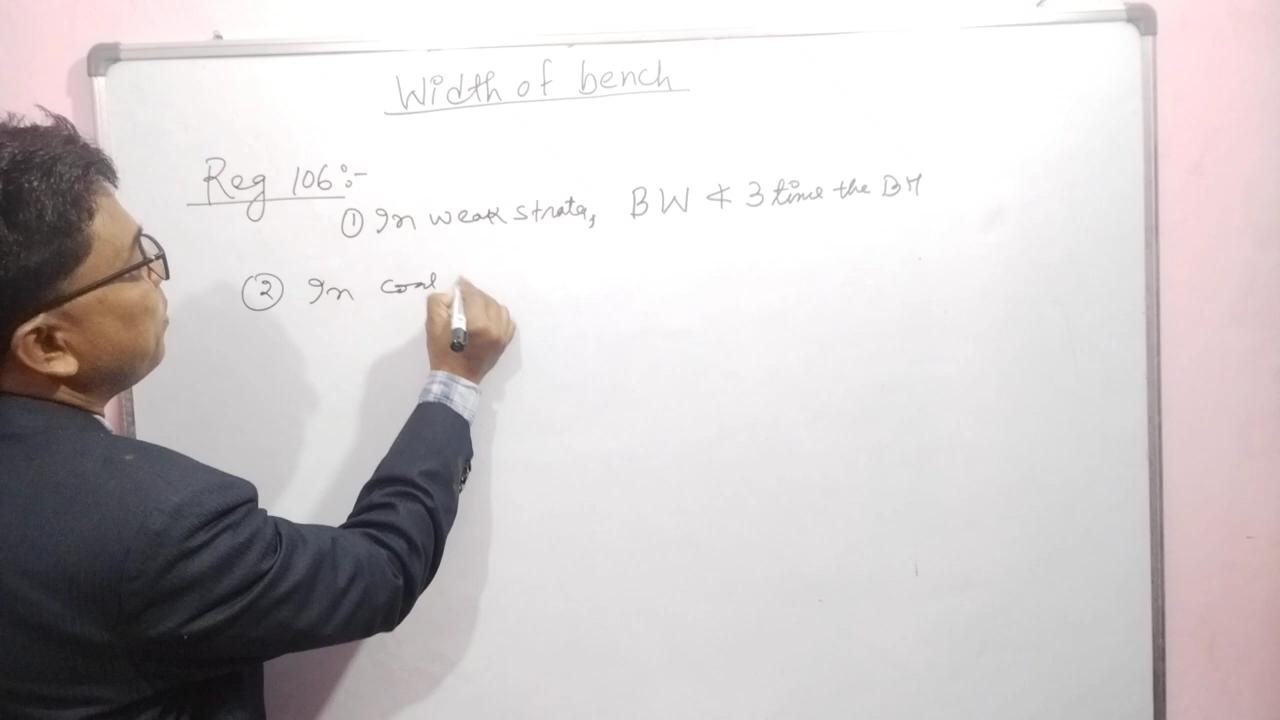 Width of bench
Reg 106:-
① In weak strata, BW ≮ 3 time the BH
② In coal